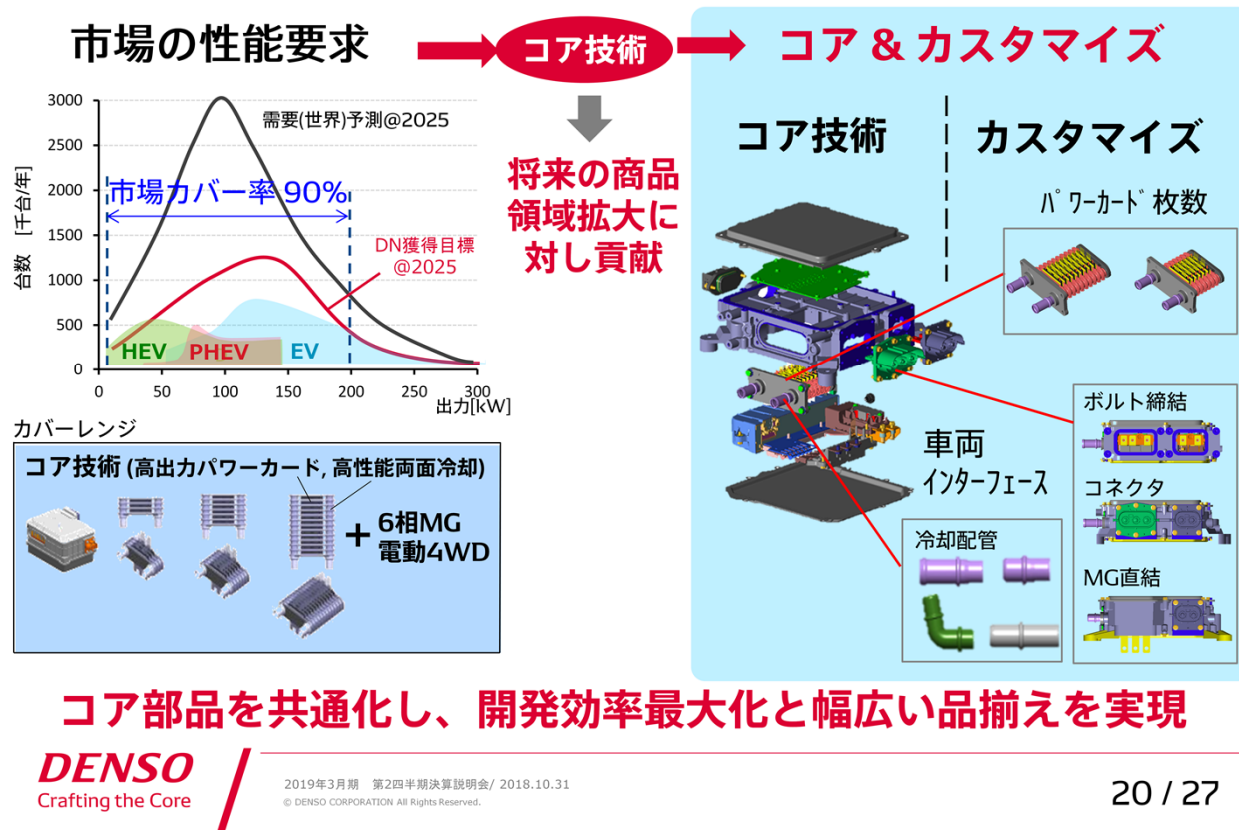 市場の性能要求
コア技術
コア & カスタマイズ
3000
2500
2000
1500
1000
500
0
台数 [千台/年]
需要(世界)予測@2025
市場カバー率 90%
DN獲得目標
@2025
HEV
PHEV
EV
0
50
100
150
200
250
300
出力[kW]
将来の商品
領域拡大に
対し貢献
コア技術
カスタマイズ
ﾊﾟﾜｰｶｰﾄﾞ枚数
車両
ｲﾝﾀｰﾌｪｰｽ
ボルト締結
コネクタ
MG直結
冷却配管
カバーレンジ
コア技術 (高出力パワーカード, 高性能両面冷却)
+ 6相MG
電動4WD
コア部品を共通化し、開発効率最大化と幅広い品揃えを実現
DENSO
Crafting the Core
2019年3月期 第2四半期決算説明会/ 2018.10.31
© DENSO CORPORATION All Rights Reserved.
20 / 27